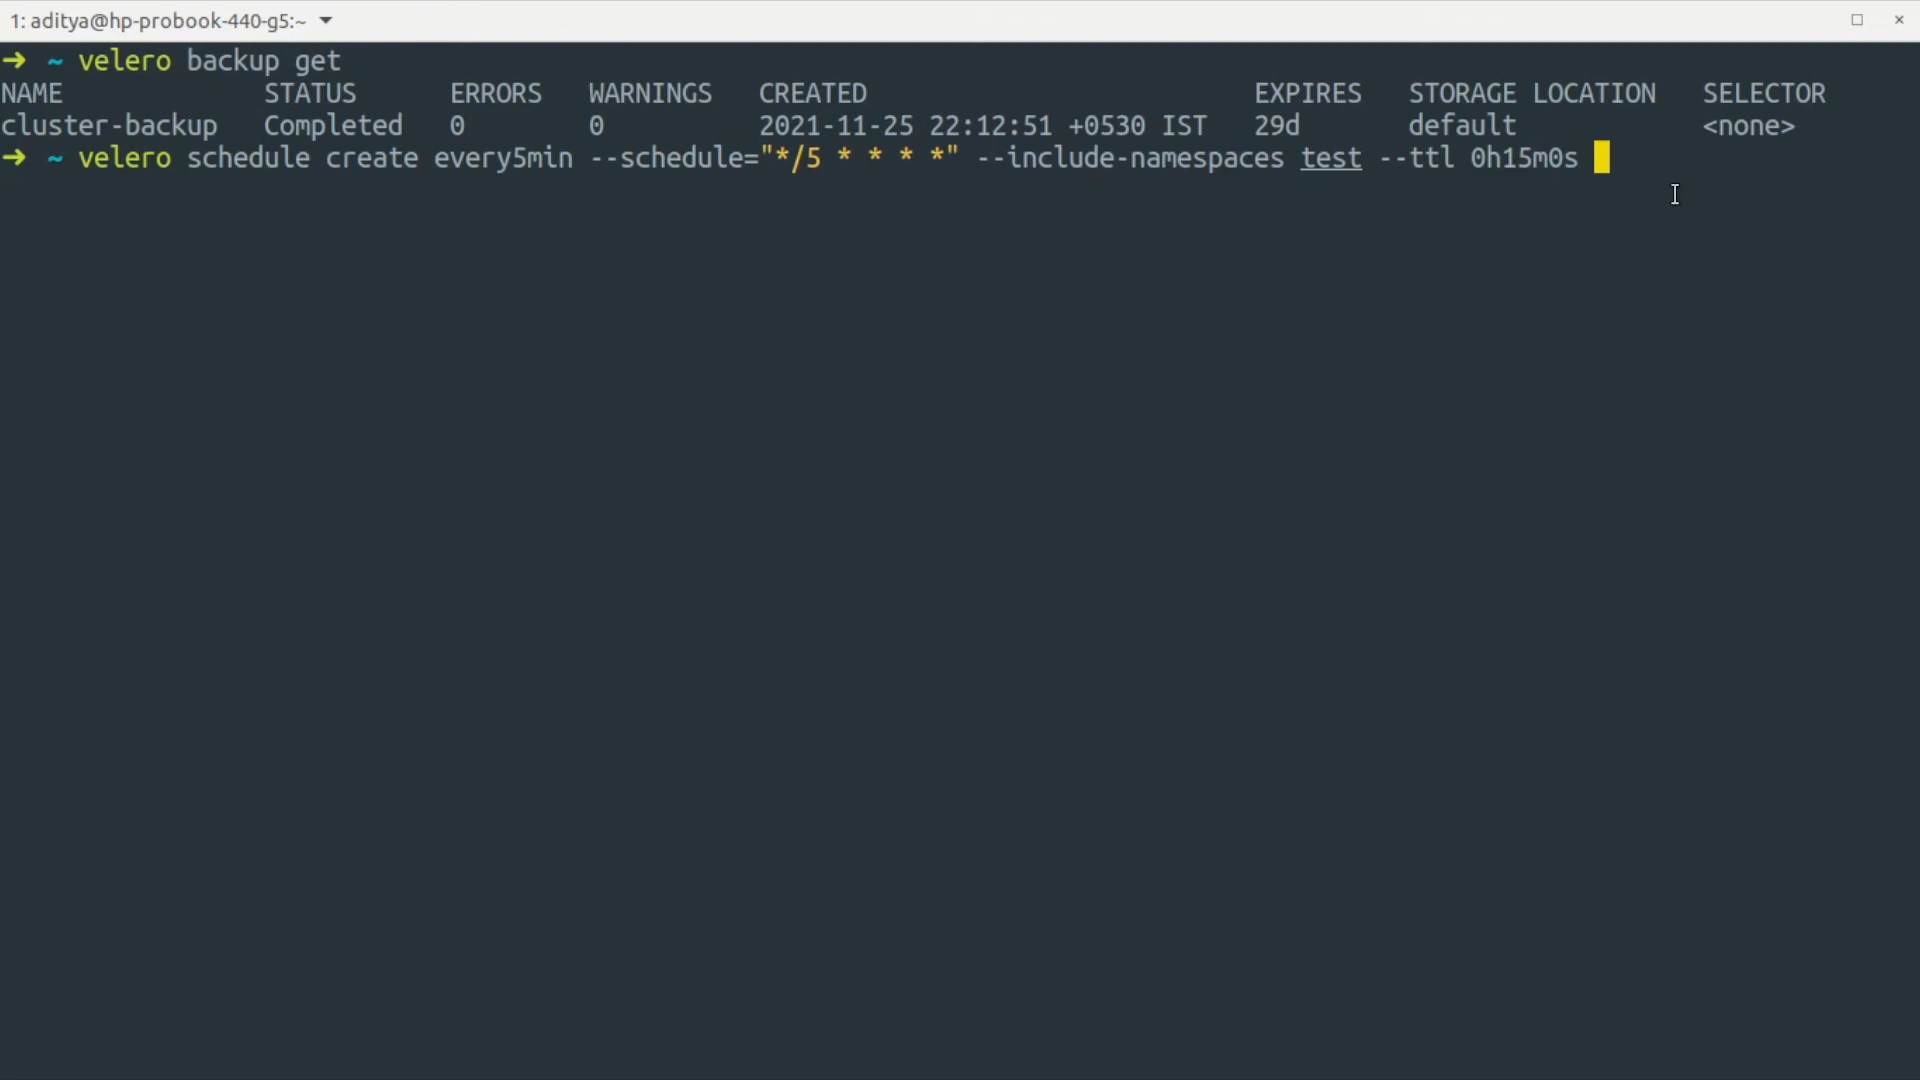 1: aditya@hp-probook-440-g5:~
➜ ~ velero backup get
NAME STATUS ERRORS WARNINGS CREATED EXPIRES STORAGE LOCATION SELECTOR
cluster-backup Completed 0 0 2021-11-25 22:12:51 +0530 IST 29d default <none>
➜ ~ velero schedule create every5min --schedule="*/5 * * * *" --include-namespaces test --ttl 0h15m0s